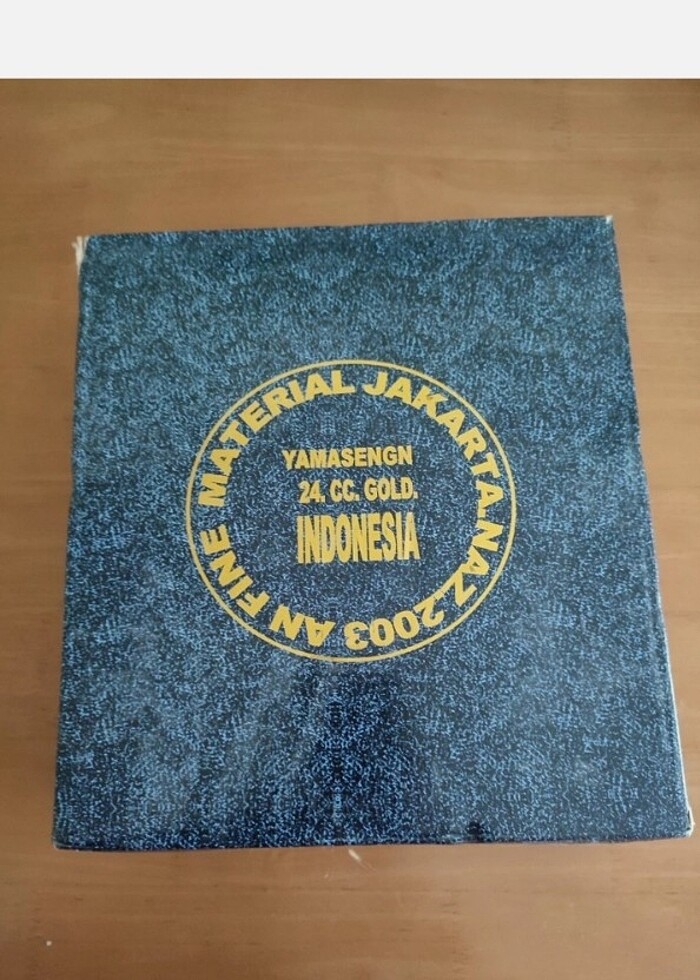 AN FINE MATERIAL JAKARTA.NAZ.2003
YAMASENGN
24. CC. GOLD.
INDONESIA